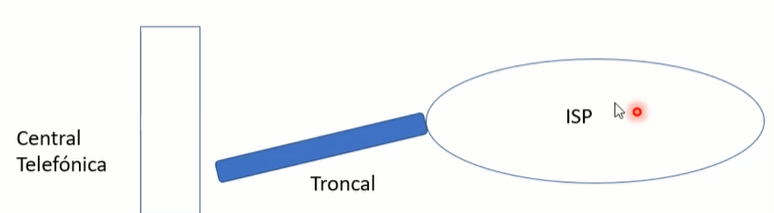 Central
Telefónica
Troncal
ISP